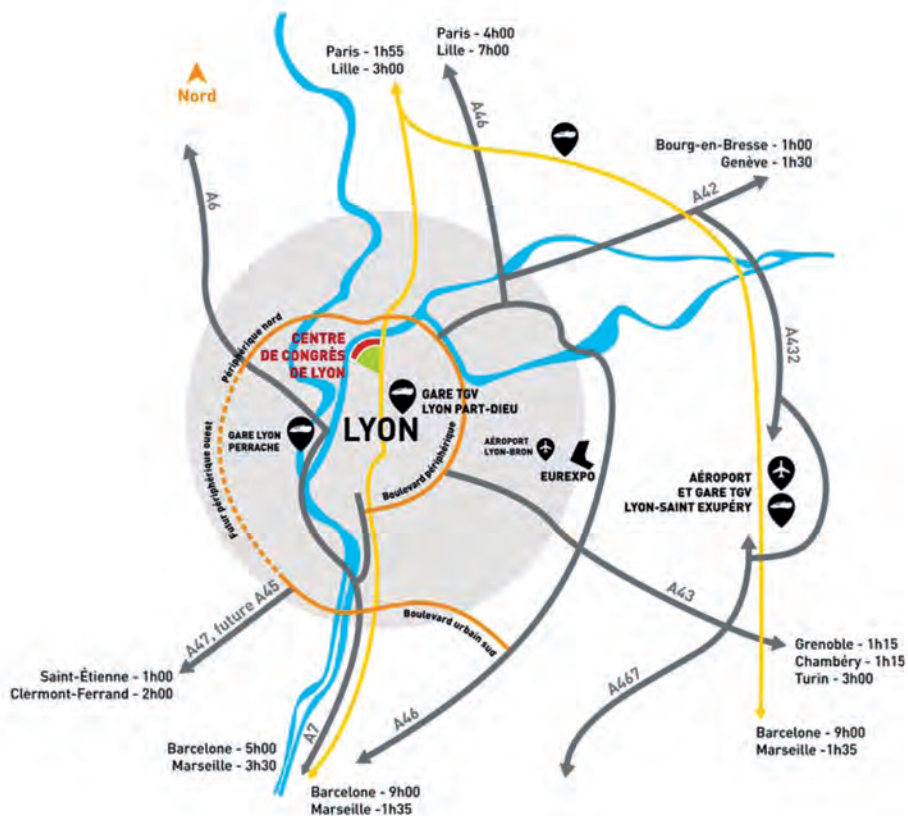 Paris - 4h00
Lille - 7h00
Paris - 1h55
Lille - 3h00
Nord
A46
Bourg-en-Bresse - 1h00
Genève - 1h30
A42
A6
Périphérique nord
CENTRE
DE CONGRÈS
DE LYON
A432
GARE TGV
LYON PART-DIEU
LYON
GARE LYON
PERRACHE
AÉROPORT
LYON-BRON
EUREXPO
Boulevard périphérique
Futur périphérique ouest
AÉROPORT
ET GARE TGV
LYON-SAINT EXUPÉRY
A47, future A45
A43
Boulevard urbain sud
Saint-Étienne - 1h00
Clermont-Ferrand - 2h00
Grenoble - 1h15
Chambéry - 1h15
Turin - 3h00
A467
A46
A7
Barcelone - 5h00
Marseille - 3h30
Barcelone - 9h00
Marseille -1h35
Barcelone - 9h00
Marseille -1h35